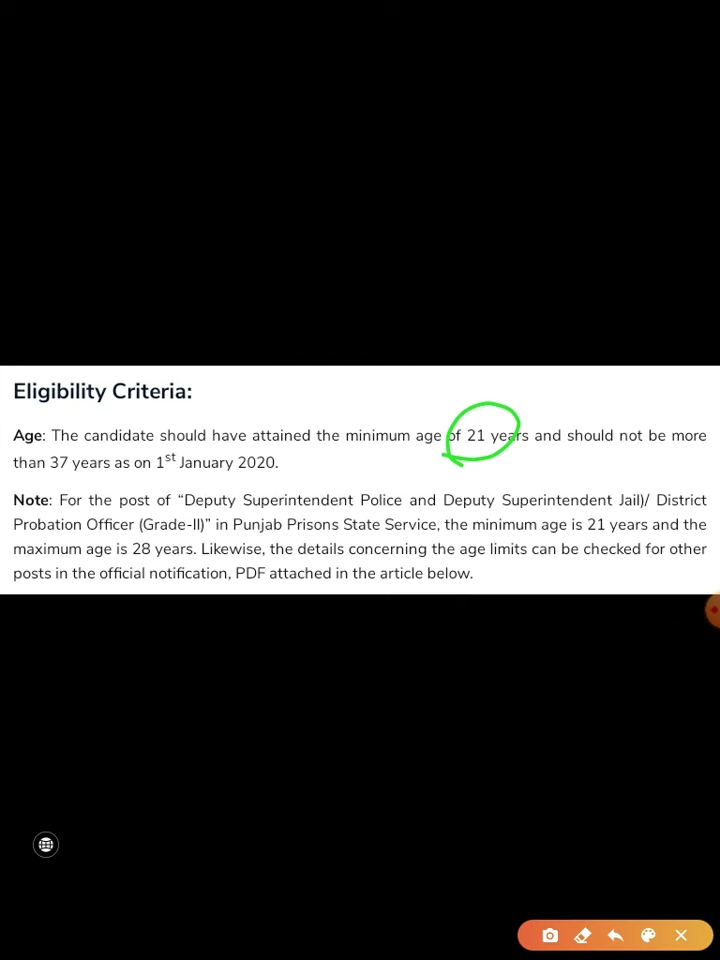 Eligibility Criteria:
Age: The candidate should have attained the minimum age of 21 years and should not be more
than 37 years as on 1st January 2020.
Note: For the post of “Deputy Superintendent Police and Deputy Superintendent Jail)/ District
Probation Officer (Grade-II)” in Punjab Prisons State Service, the minimum age is 21 years and the
maximum age is 28 years. Likewise, the details concerning the age limits can be checked for other
posts in the official notification, PDF attached in the article below.